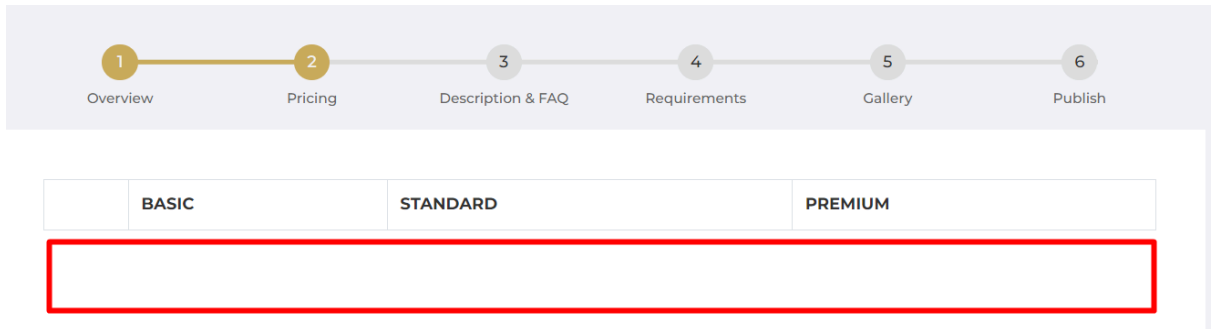 1 2 3 4 5 6
Overview Pricing Description & FAQ Requirements Gallery Publish
BASIC STANDARD PREMIUM